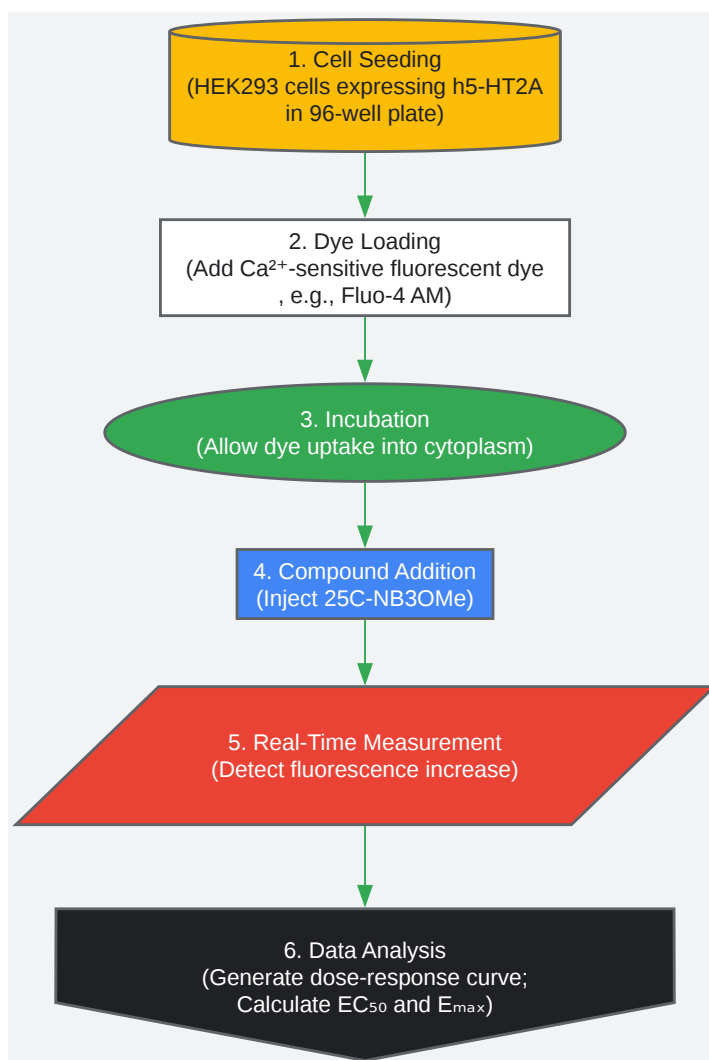 1. Cell Seeding
(HEK293 cells expressing h5-HT2A
in 96-well plate)
2. Dye Loading
(Add Ca²⁺-sensitive fluorescent dye
, e.g., Fluo-4 AM)
3. Incubation
(Allow dye uptake into cytoplasm)
4. Compound Addition
(Inject 25C-NB3OMe)
5. Real-Time Measurement
(Detect fluorescence increase)
6. Data Analysis
(Generate dose-response curve;
Calculate EC₅₀ and Eₘₐₓ)